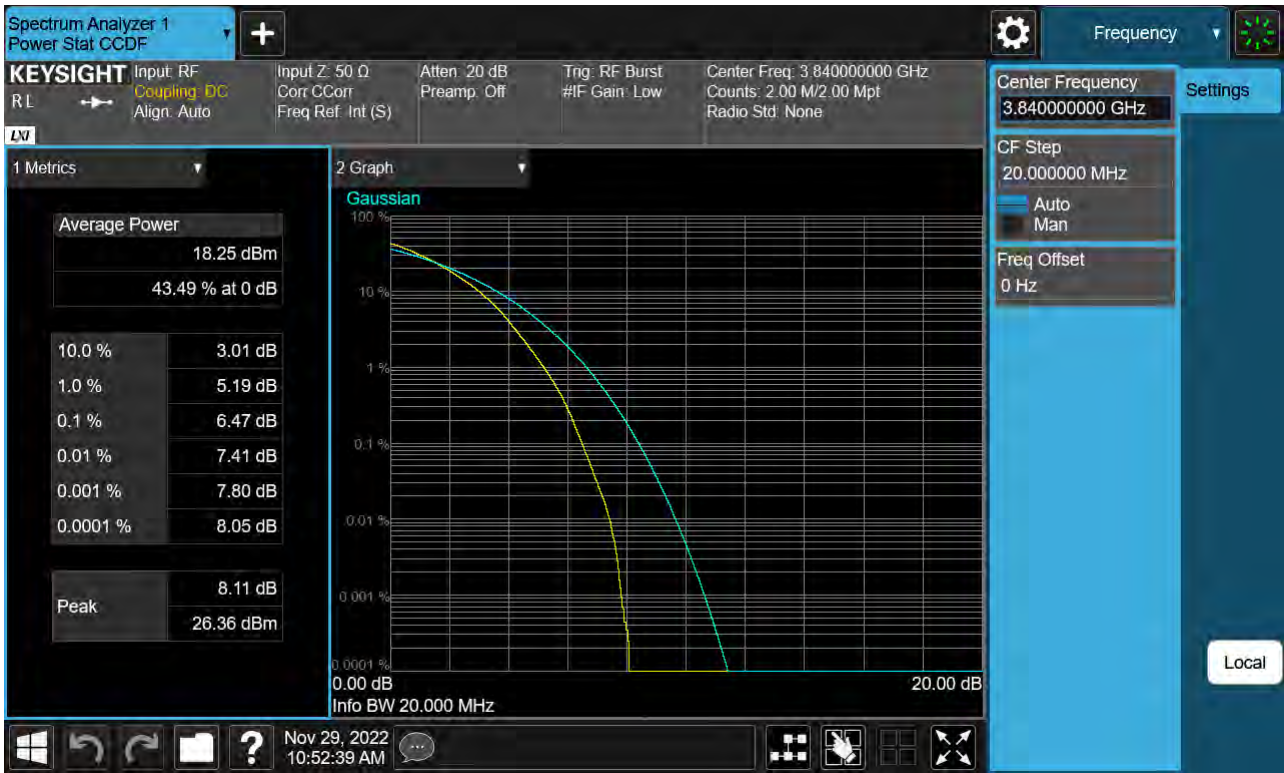 Spectrum Analyzer 1
Power Stat CCDF
Frequency
KEYSIGHT
RL
LXI
Input: RF
Coupling: DC
Align: Auto
Input Z: 50 Ω
Corr CCorr
Freq Ref: Int (S)
Atten: 20 dB
Preamp: Off
Trig: RF Burst
#IF Gain: Low
Center Freq: 3.840000000 GHz
Counts: 2.00 M/2.00 Mpt
Radio Std: None
Center Frequency
3.840000000 GHz
Settings
CF Step
20.000000 MHz
Auto
Man
Freq Offset
0 Hz
1 Metrics
Average Power
18.25 dBm
43.49 % at 0 dB
10.0 % 3.01 dB
1.0 % 5.19 dB
0.1 % 6.47 dB
0.01 % 7.41 dB
0.001 % 7.80 dB
0.0001 % 8.05 dB
Peak
8.11 dB
26.36 dBm
2 Graph
Gaussian
100 %
10 %
1 %
0.1 %
0.01 %
0.001 %
0.0001 %
0.00 dB 20.00 dB
Info BW 20.000 MHz
Local
?
Nov 29, 2022
10:52:39 AM